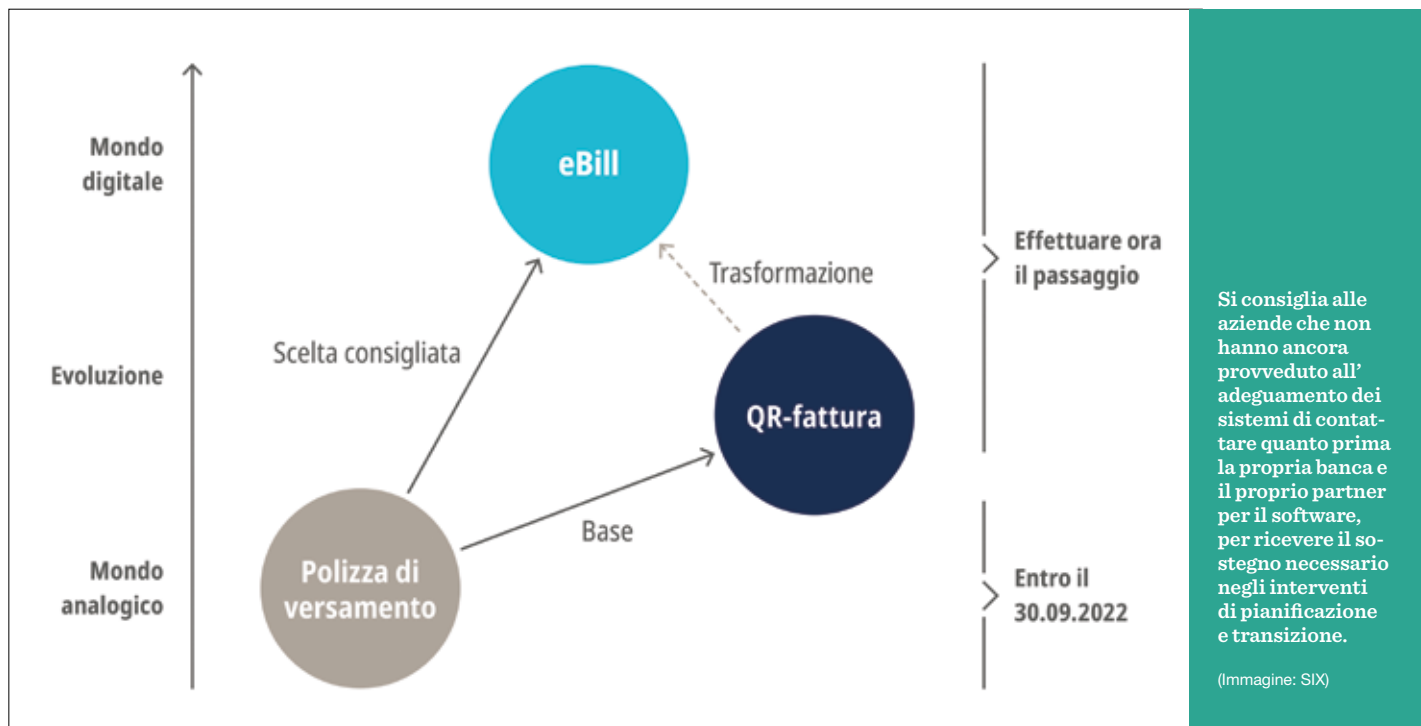 Mondo
digitale
Evoluzione
Mondo
analogico
eBill
Trasformazione
Scelta consigliata
QR-fattura
Base
Polizza di
versamento
Effettuare ora
il passaggio
Entro il
30.09.2022
Si consiglia alle
aziende che non
hanno ancora
provveduto all’
adeguamento dei
sistemi di contat-
tare quanto prima
la propria banca e
il proprio partner
per il software,
per ricevere il so-
stegno necessario
negli interventi
di pianificazione
e transizione.
(Immagine: SIX)